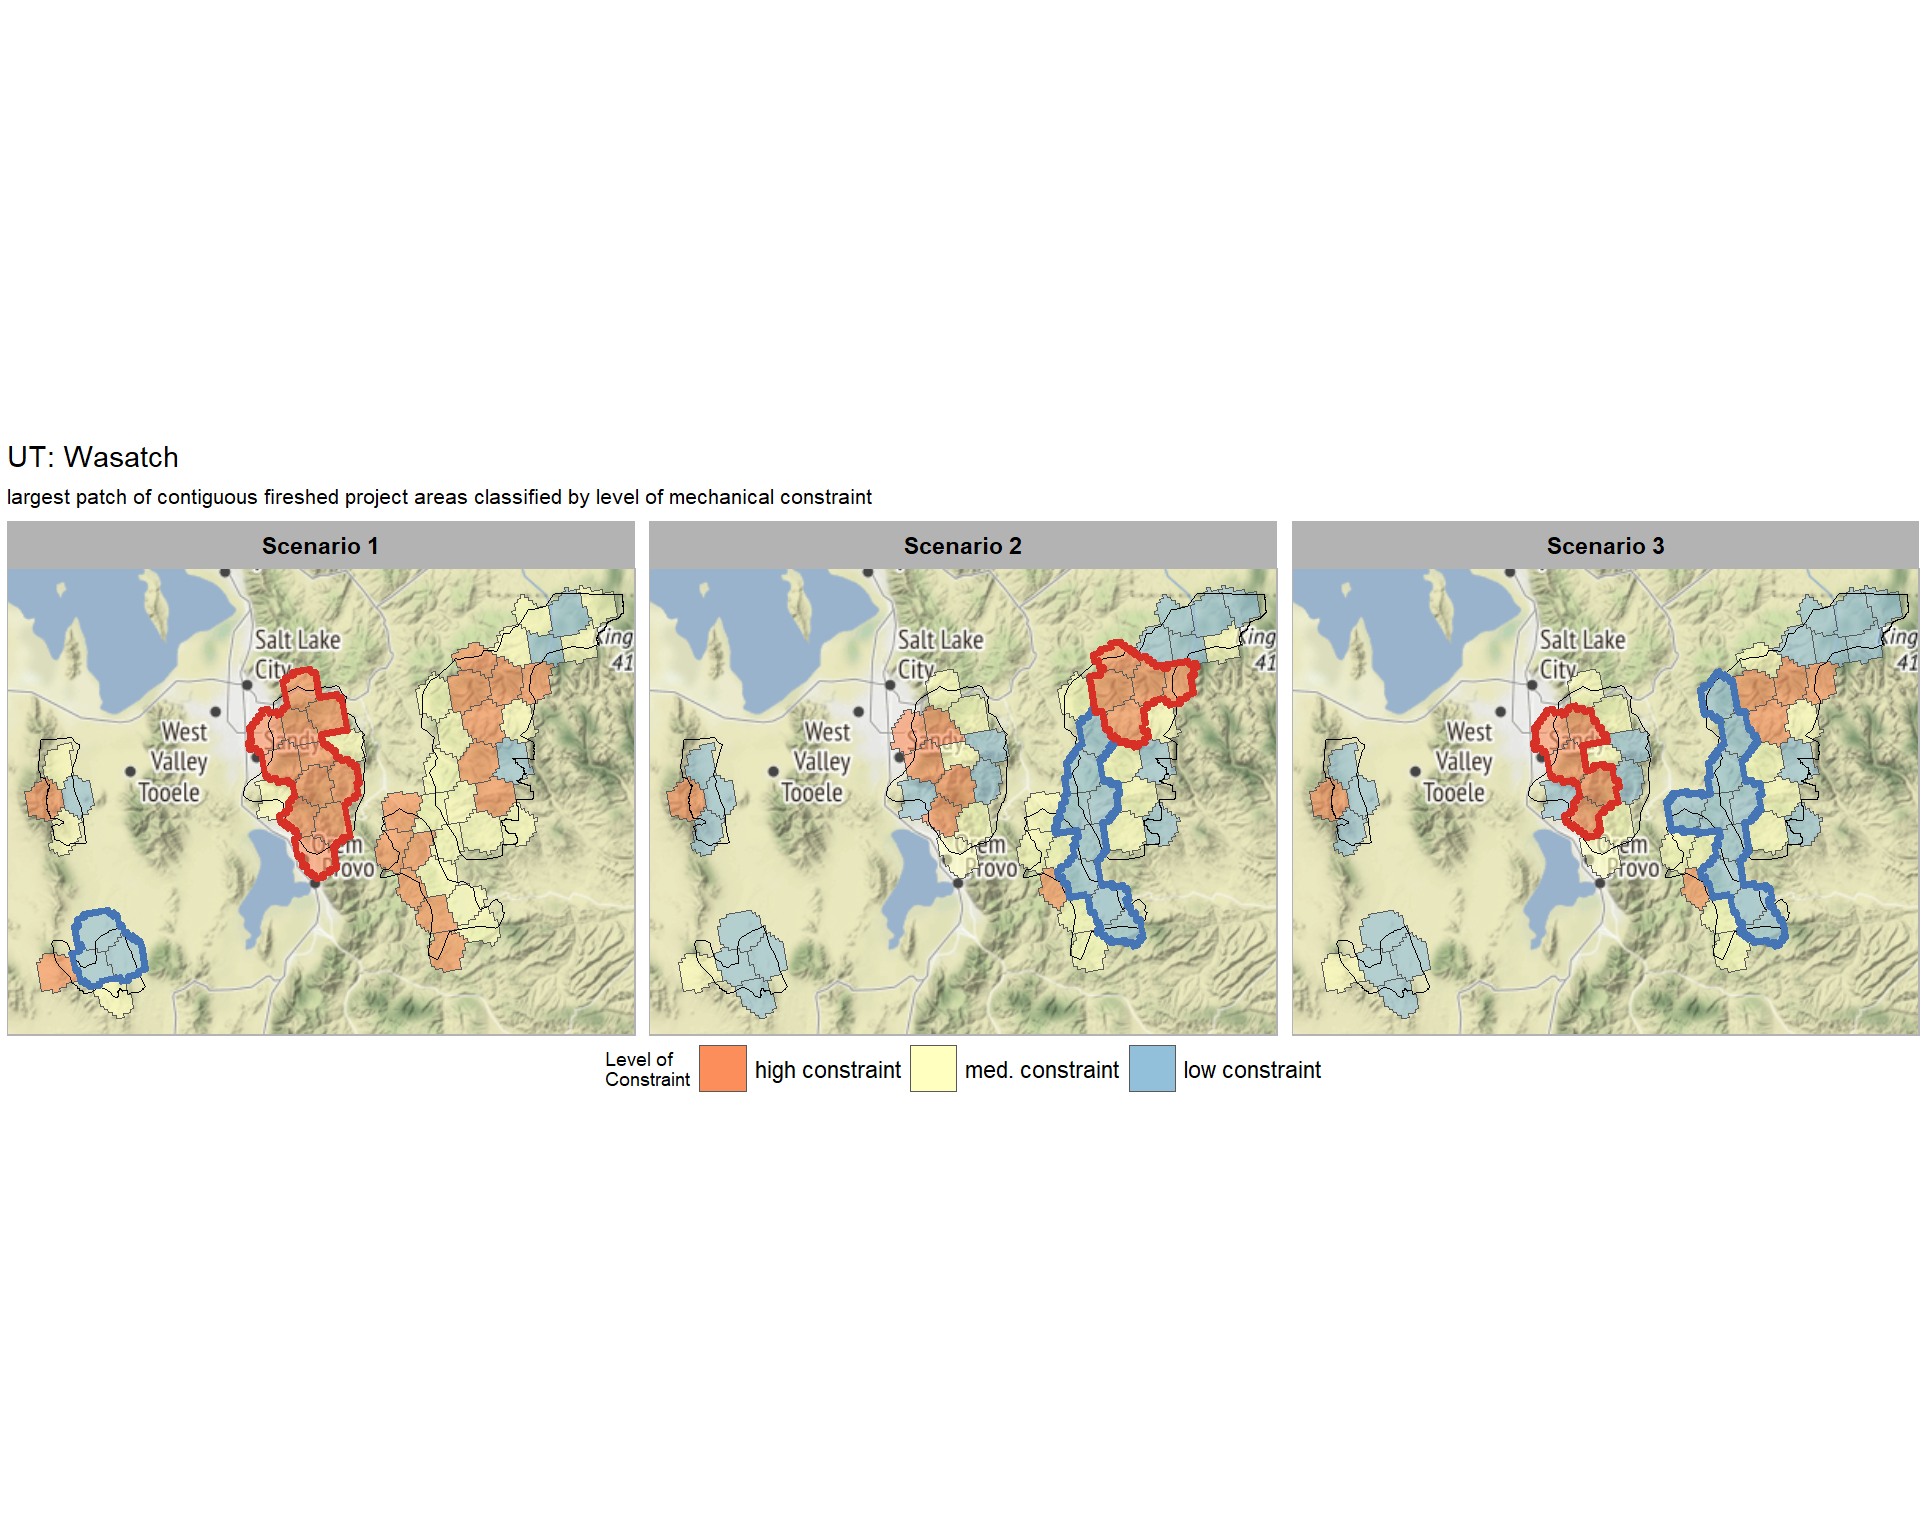 UT: Wasatch
largest patch of contiguous fireshed project areas classified by level of mechanical constraint
Scenario 1
Scenario 2
Scenario 3
Salt Lake
City
West
Valley
Tooele
Sandy
Orem
Provo
King
41
Salt Lake
City
West
Valley
Tooele
Sandy
Orem
Provo
King
41
Salt Lake
City
West
Valley
Tooele
Sandy
Orem
Provo
King
41
Level of
Constraint
high constraint
med. constraint
low constraint